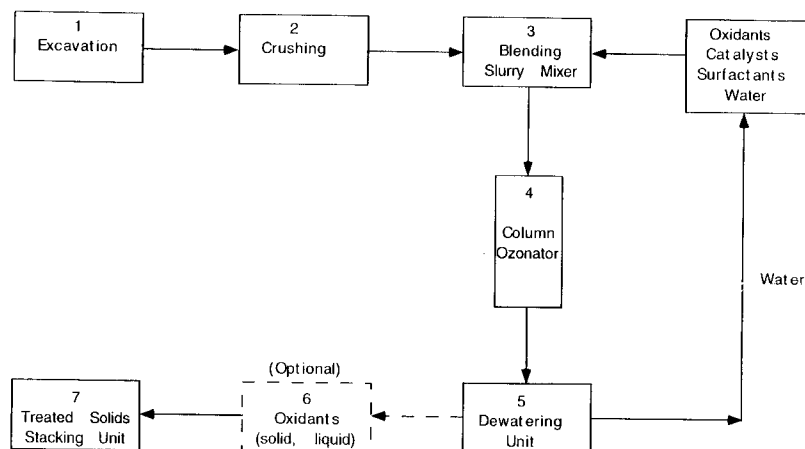 1
Excavation
2
Crushing
3
Blending
Slurry Mixer
Oxidants
Catalysts
Surfactants
Water
4
Column
Ozonator
Water
(Optional)
7
Treated Solids
Stacking Unit
6
Oxidants
(solid, liquid)
5
Dewatering
Unit